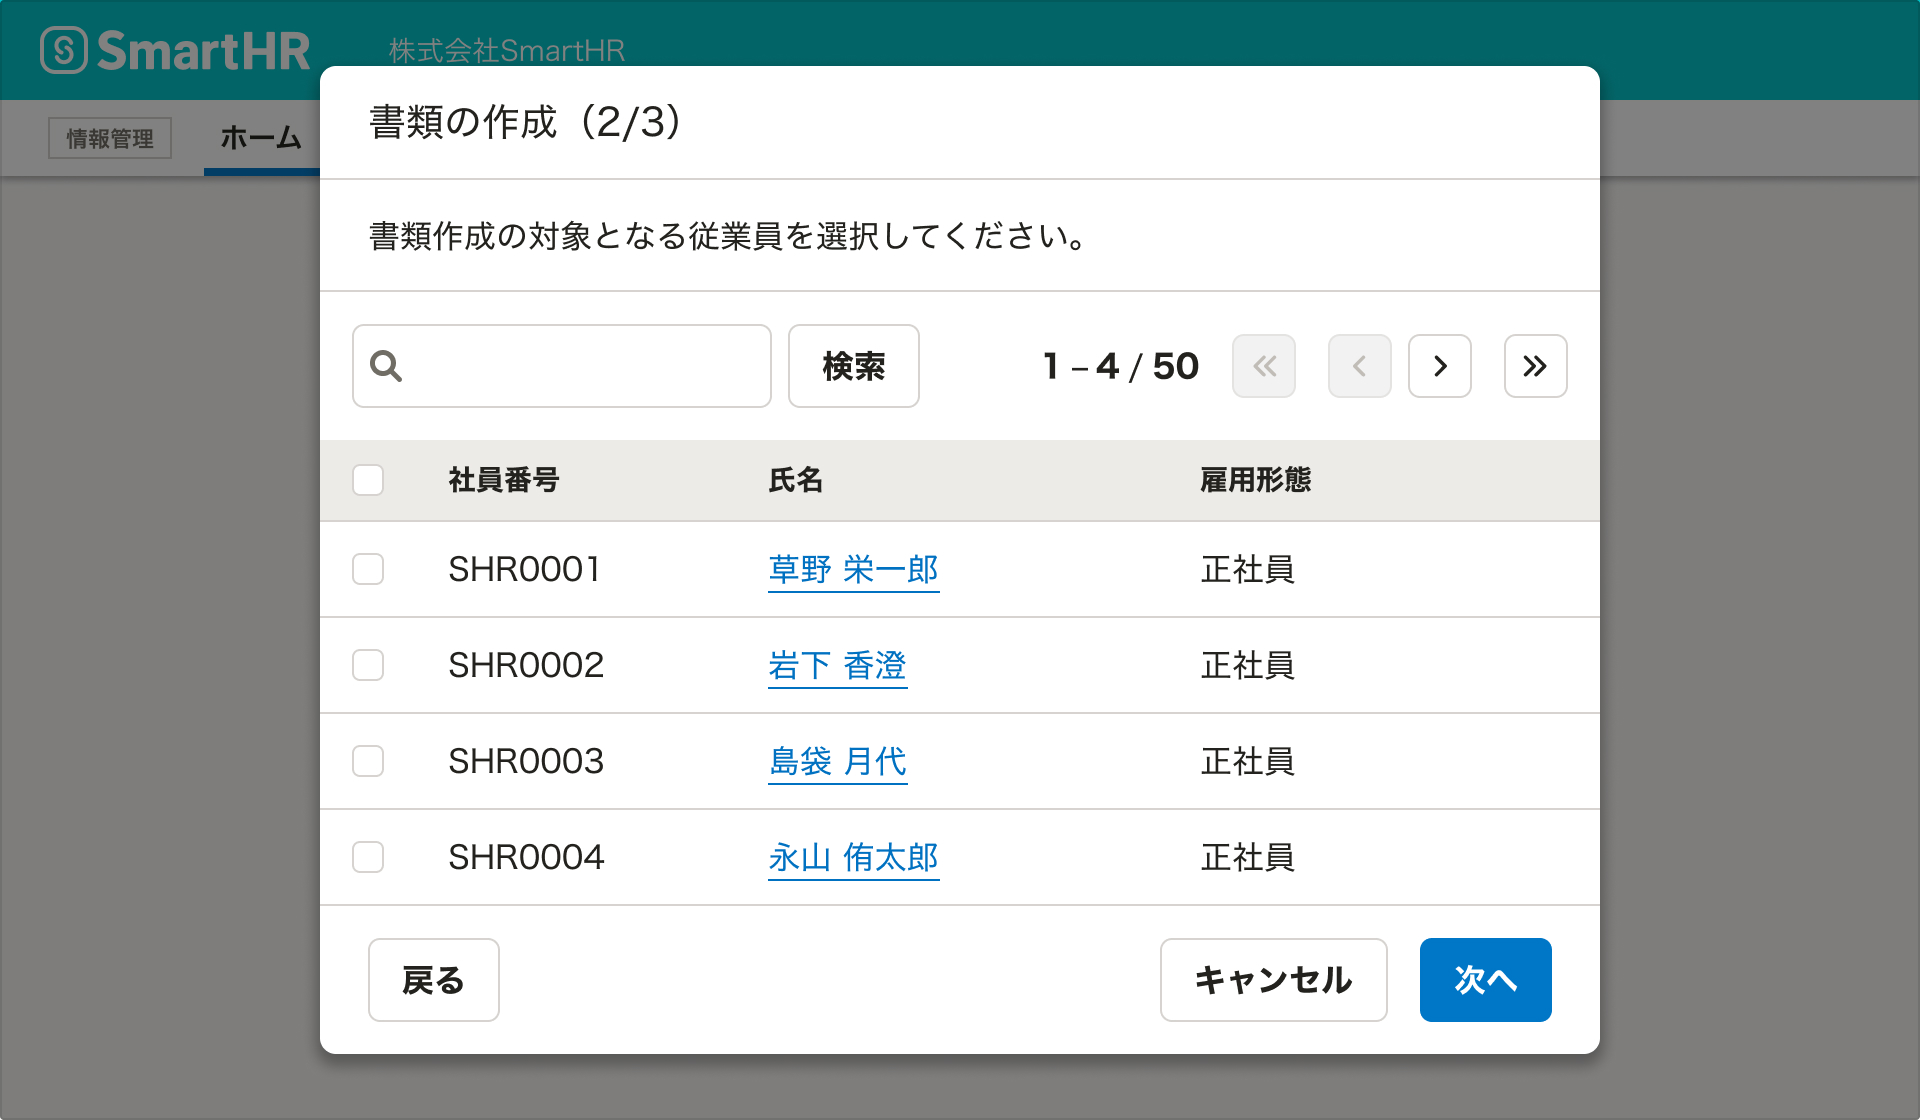 SmartHR 株式会社SmartHR
情報管理 ホーム
書類の作成（2/3）
書類作成の対象となる従業員を選択してください。
検索 1 – 4 / 50
社員番号 氏名 雇用形態
SHR0001 草野 栄一郎 正社員
SHR0002 岩下 香澄 正社員
SHR0003 島袋 月代 正社員
SHR0004 永山 侑太郎 正社員
戻る キャンセル 次へ